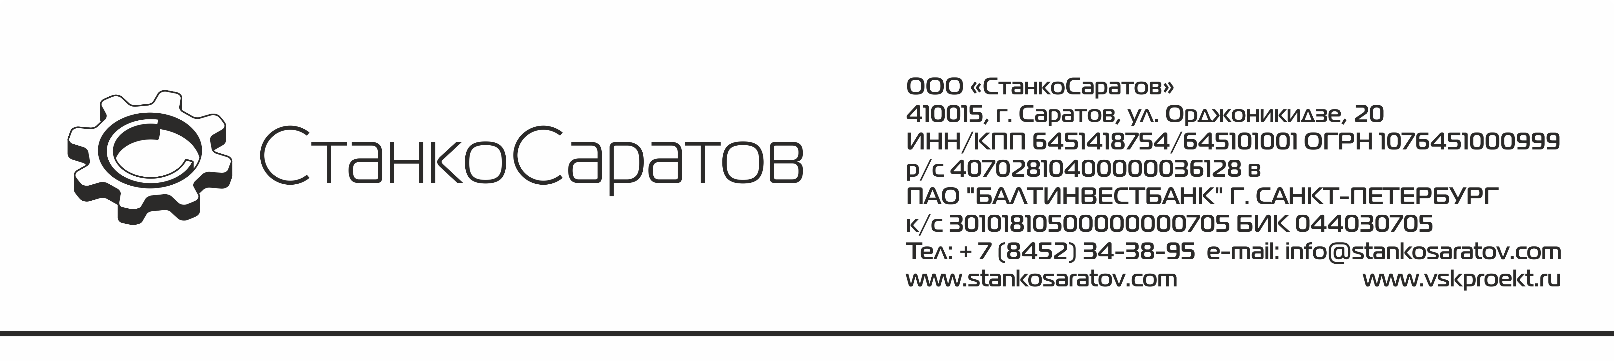 СтанкоСаратов
ООО «СтанкоСаратов»
410015, г. Саратов, ул. Орджоникидзе, 20
ИНН/КПП 6451418754/645101001 ОГРН 1076451000999
р/с 40702810400000036128 в
ПАО "БАЛТИНВЕСТБАНК" Г. САНКТ-ПЕТЕРБУРГ
к/с 30101810500000000705 БИК 044030705
Тел: + 7 (8452) 34-38-95 e-mail: info@stankosaratov.com
www.stankosaratov.com www.vskproekt.ru